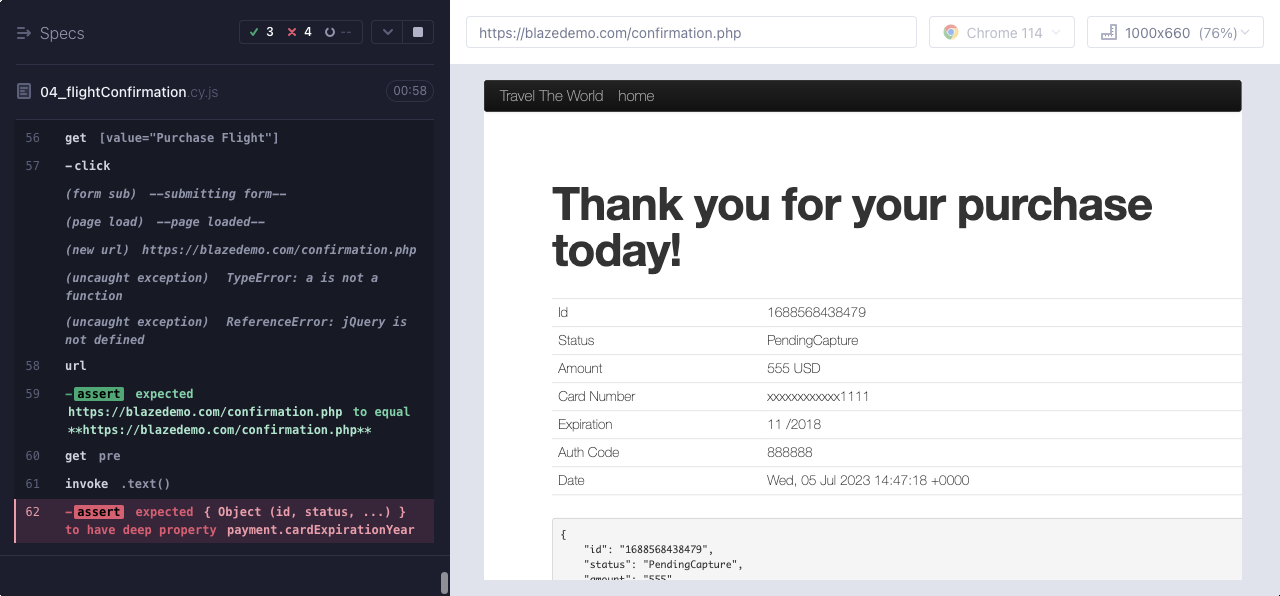 Specs
3 4 --
04_flightConfirmation.cy.js 00:58
56 get [value="Purchase Flight"]
57 -click
(form sub) --submitting form--
(page load) --page loaded--
(new url) https://blazedemo.com/confirmation.php
(uncaught exception) TypeError: a is not a
function
(uncaught exception) ReferenceError: jQuery is
not defined
58 url
59 -assert expected
https://blazedemo.com/confirmation.php to equal
**https://blazedemo.com/confirmation.php**
60 get pre
61 invoke .text()
62 -assert expected { Object (id, status, ...) }
to have deep property payment.cardExpirationYear
https://blazedemo.com/confirmation.php
Chrome 114
1000x660 (76%)
Travel The World home
Thank you for your purchase
today!
Id 1688568438479
Status PendingCapture
Amount 555 USD
Card Number xxxxxxxxxxxx1111
Expiration 11 /2018
Auth Code 888888
Date Wed, 05 Jul 2023 14:47:18 +0000
{
"id": "1688568438479",
"status": "PendingCapture",
"amount": "555"